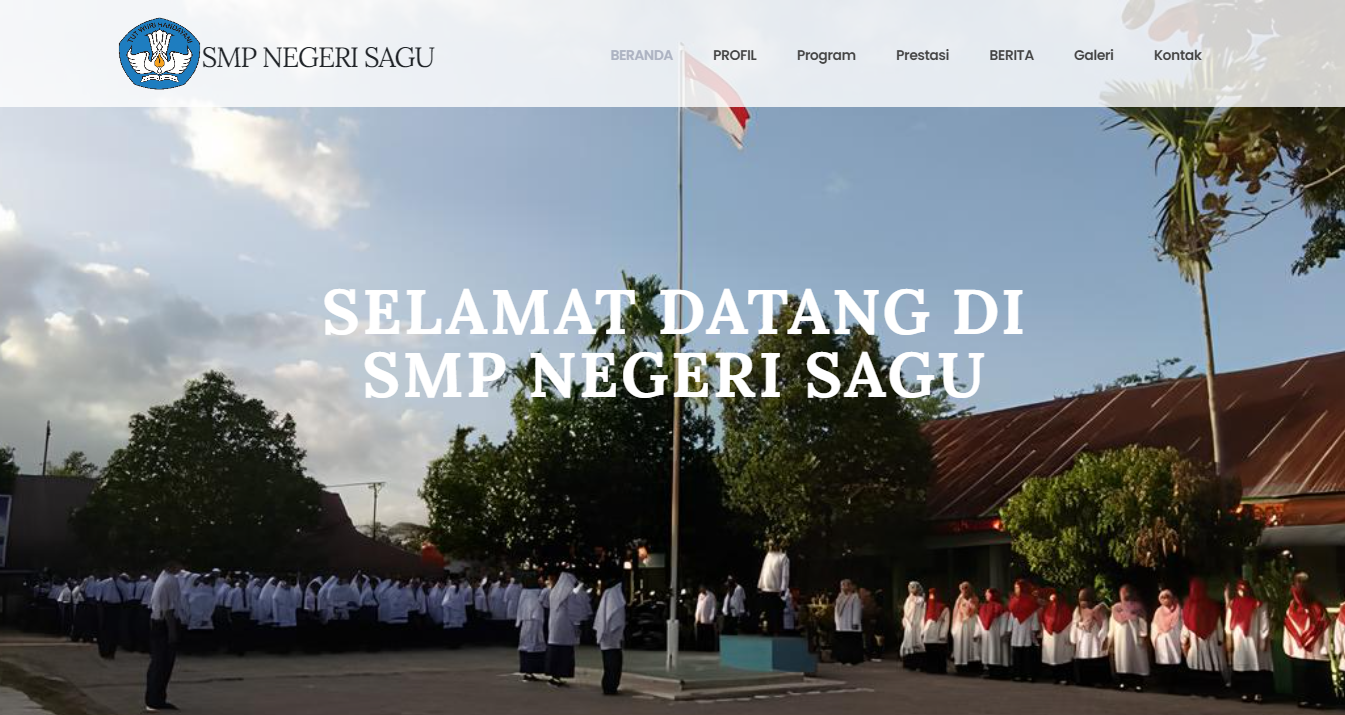 TUT WURI HANDAYANI
SMP NEGERI SAGU
BERANDA PROFIL Program Prestasi BERITA Galeri Kontak
SELAMAT DATANG DI
SMP NEGERI SAGU